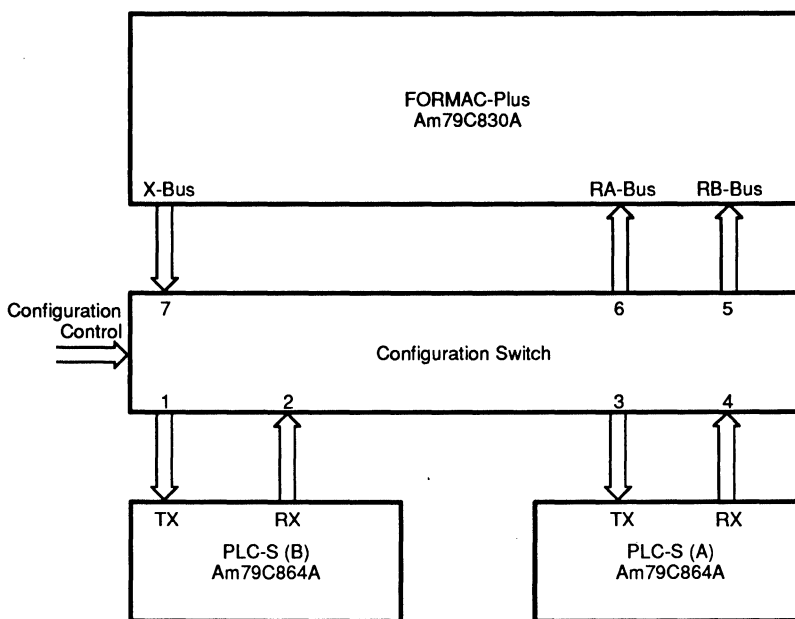 FORMAC-Plus
Am79C830A
X-Bus RA-Bus RB-Bus
7 6 5
Configuration
Control
Configuration Switch
1 2 3 4
TX RX TX RX
PLC-S (B) PLC-S (A)
Am79C864A Am79C864A